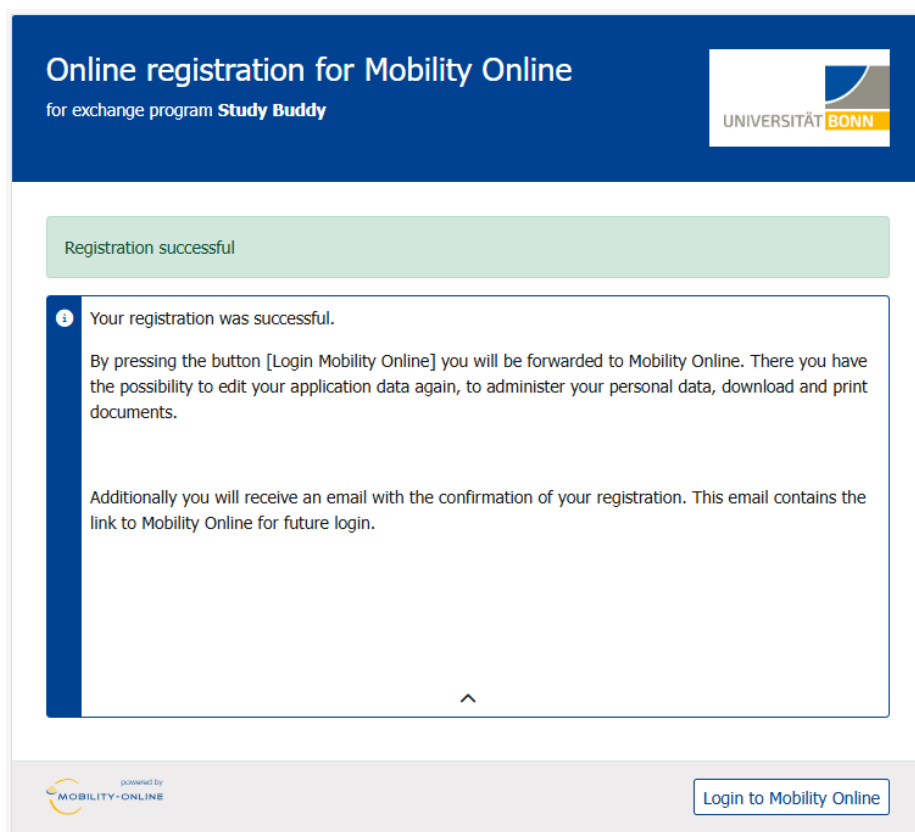 Online registration for Mobility Online
for exchange program Study Buddy
UNIVERSITÄT BONN
Registration successful
Your registration was successful.
By pressing the button [Login Mobility Online] you will be forwarded to Mobility Online. There you have
the possibility to edit your application data again, to administer your personal data, download and print
documents.
Additionally you will receive an email with the confirmation of your registration. This email contains the
link to Mobility Online for future login.
powered by
MOBILITY-ONLINE
Login to Mobility Online